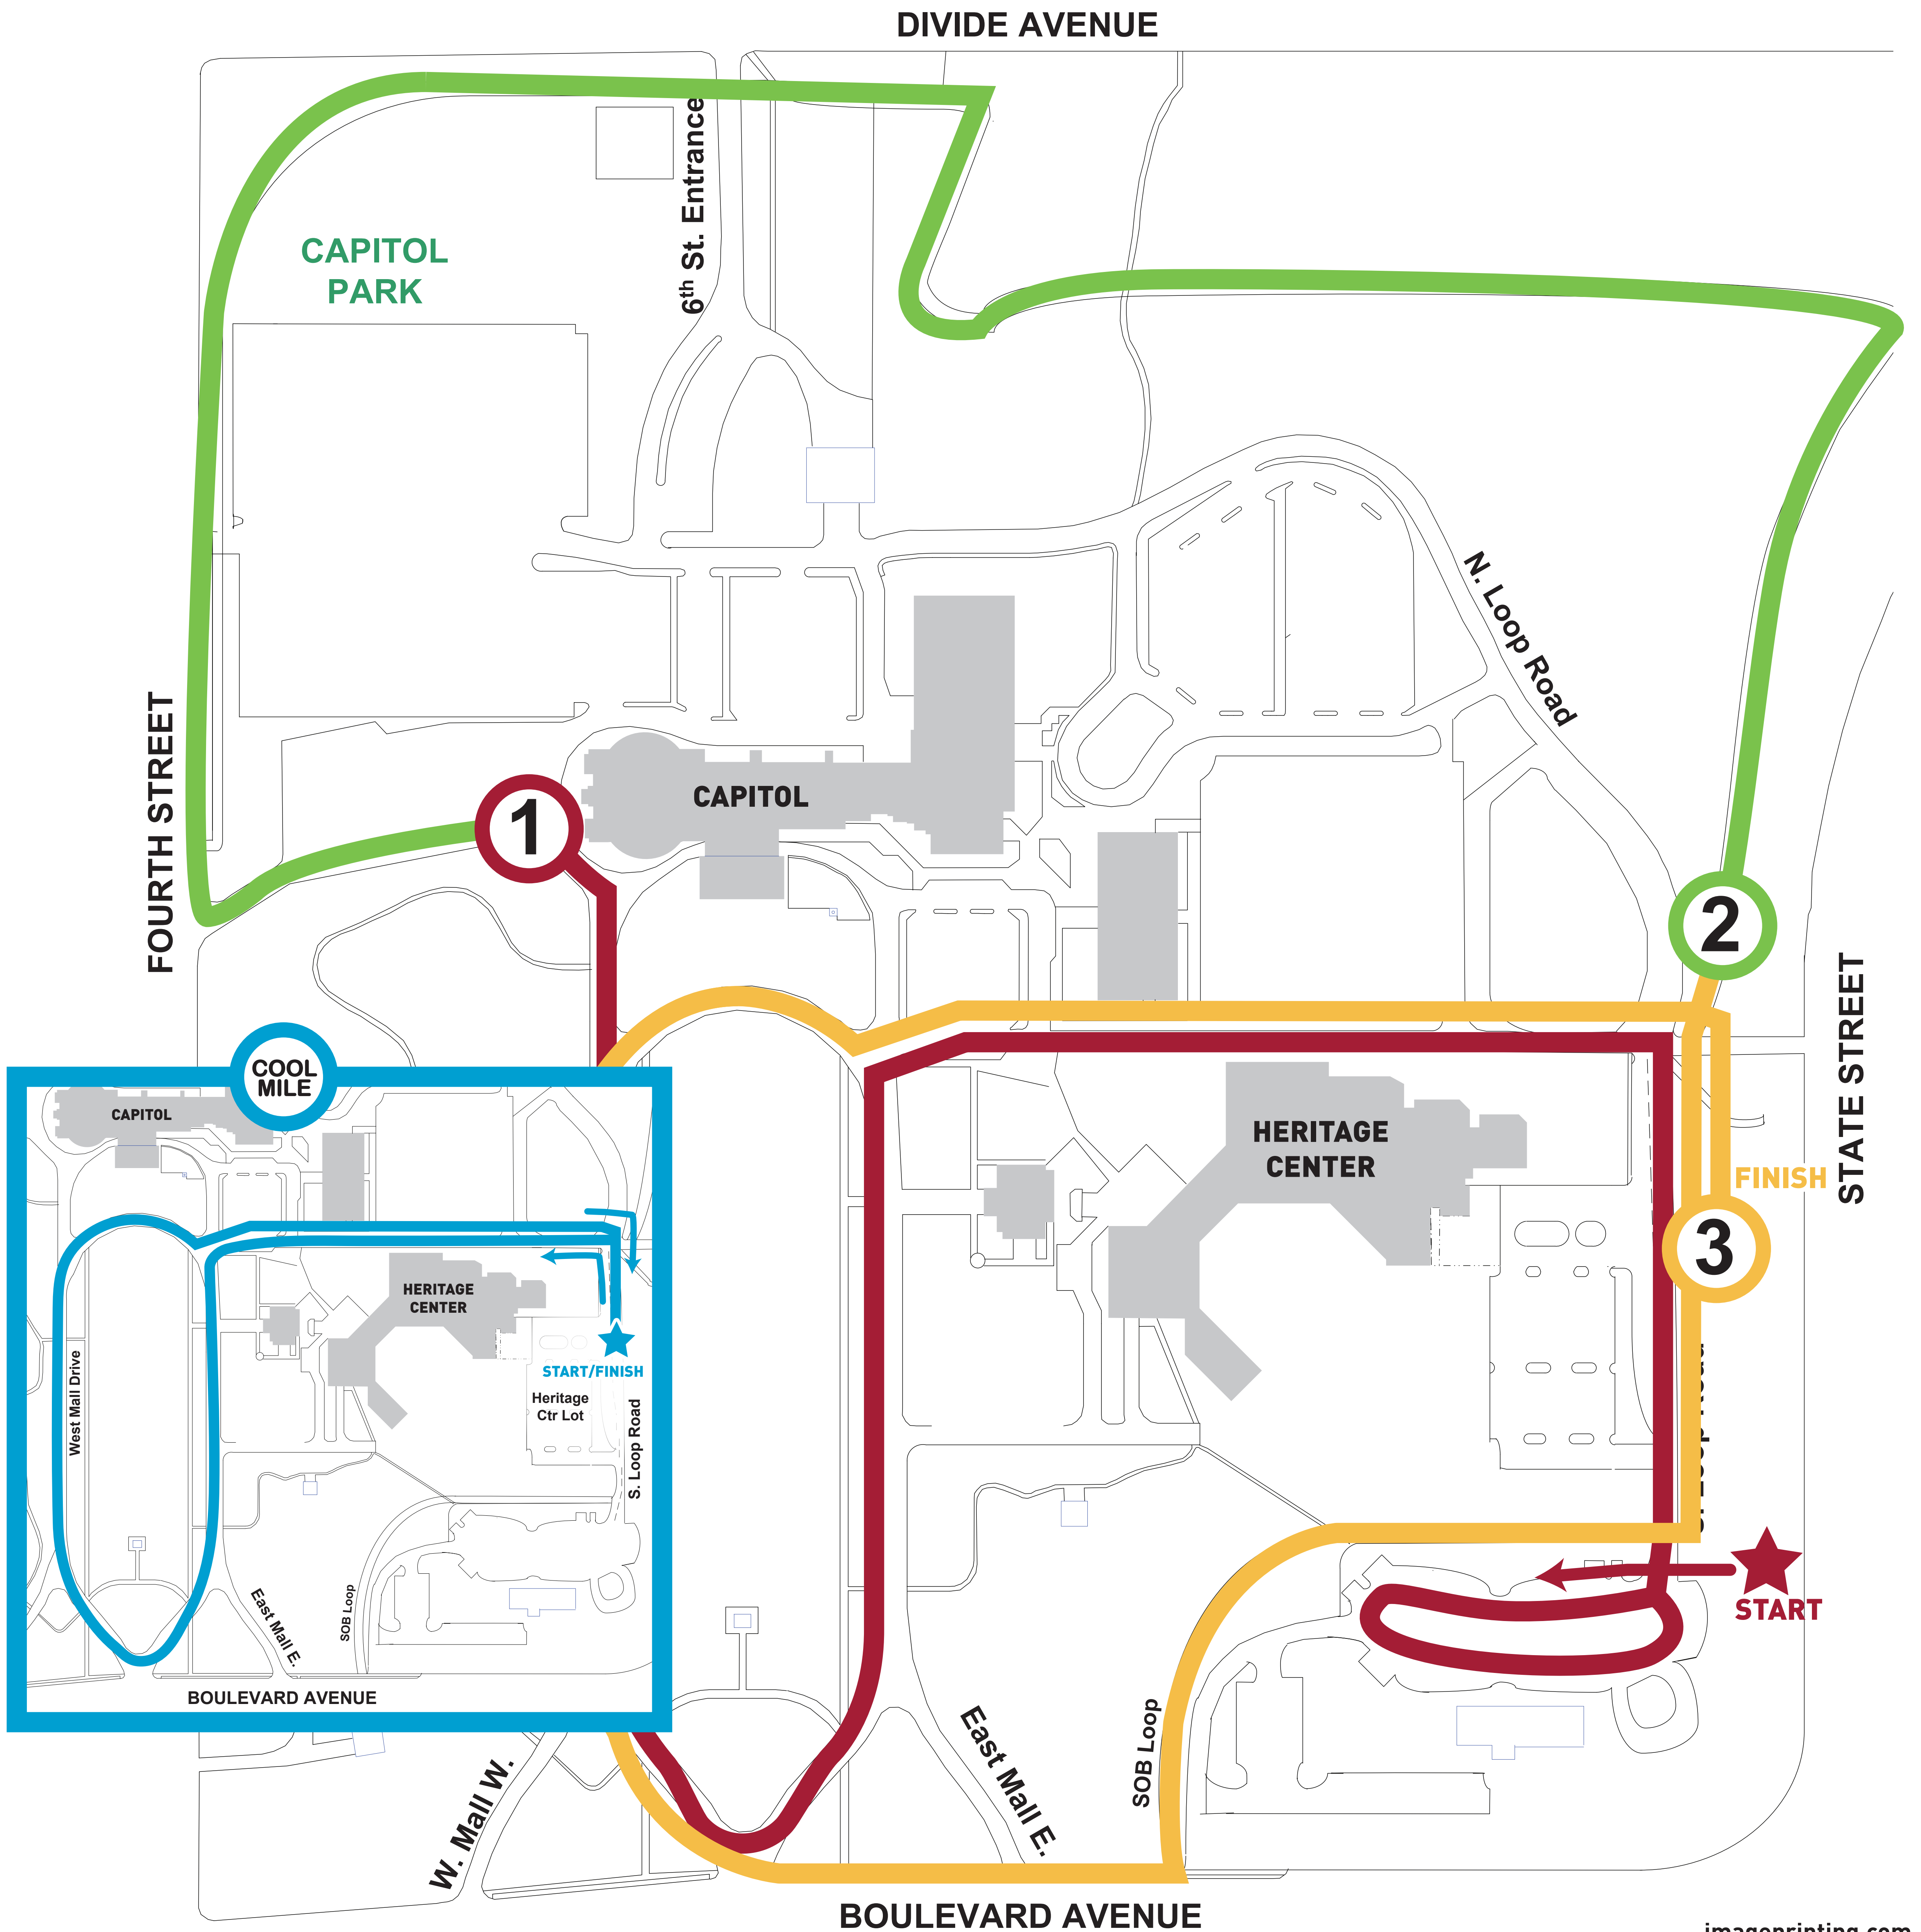 DIVIDE AVENUE
6th St. Entrance
CAPITOL
PARK
N. Loop Road
FOURTH STREET
CAPITOL
1
2
STATE STREET
COOL
MILE
CAPITOL
HERITAGE
CENTER
FINISH
3
HERITAGE
CENTER
START/FINISH
West Mall Drive
Heritage
Ctr Lot
S. Loop Road
START
East Mall E.
SOB Loop
BOULEVARD AVENUE
W. Mall W.
East Mall E.
SOB Loop
BOULEVARD AVENUE